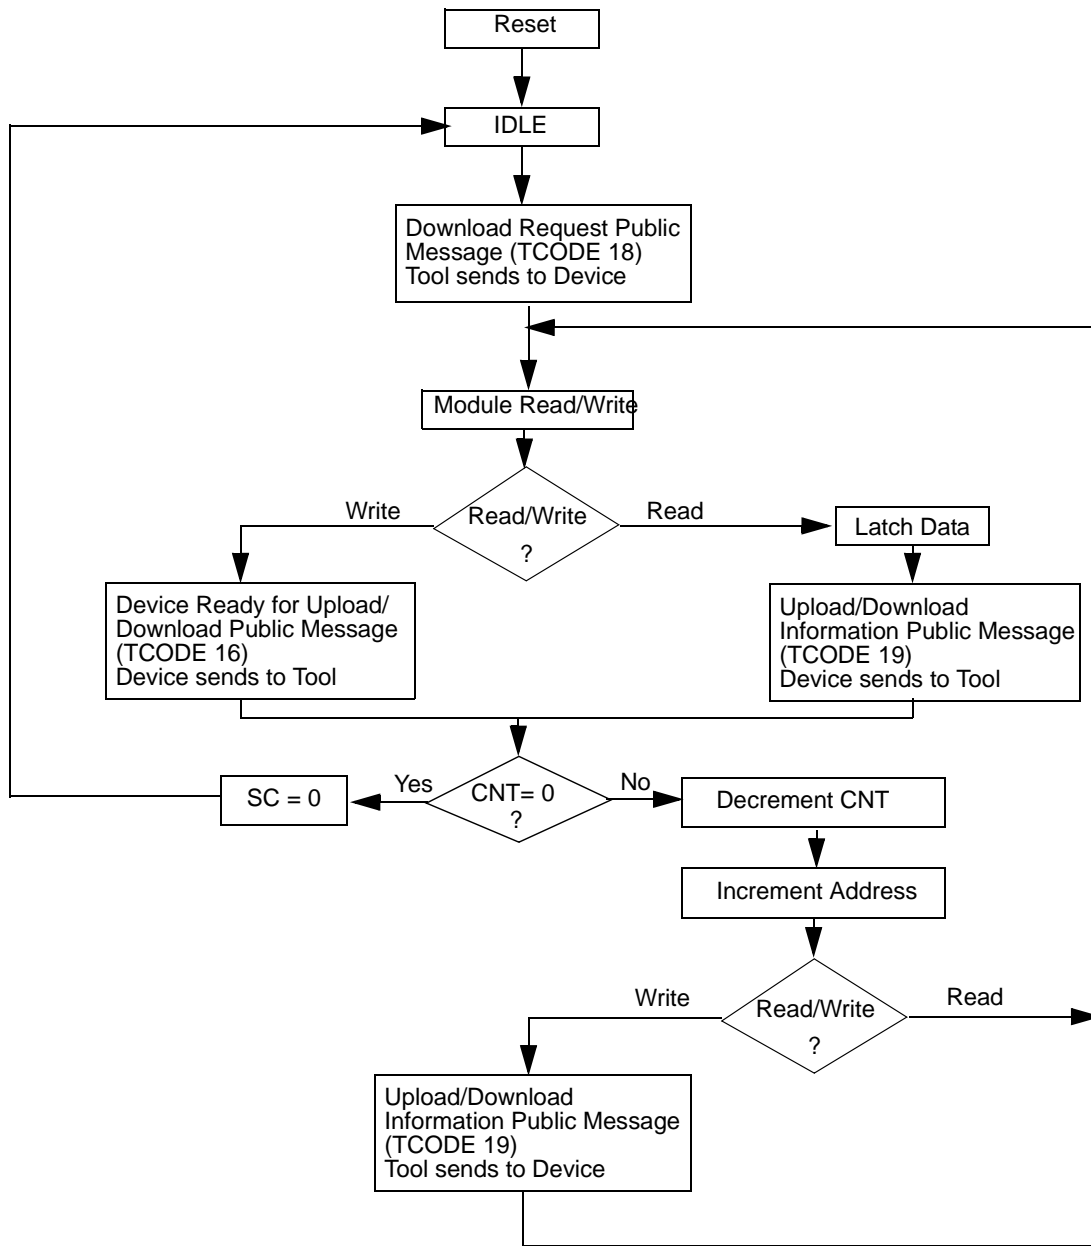 Reset
IDLE
Download Request Public
Message (TCODE 18)
Tool sends to Device
Module Read/Write
Write
Read/Write
?
Read
Latch Data
Device Ready for Upload/
Download Public Message
(TCODE 16)
Device sends to Tool
Upload/Download
Information Public Message
(TCODE 19)
Device sends to Tool
SC = 0
Yes
CNT= 0
?
No
Decrement CNT
Increment Address
Write
Read/Write
?
Read
Upload/Download
Information Public Message
(TCODE 19)
Tool sends to Device